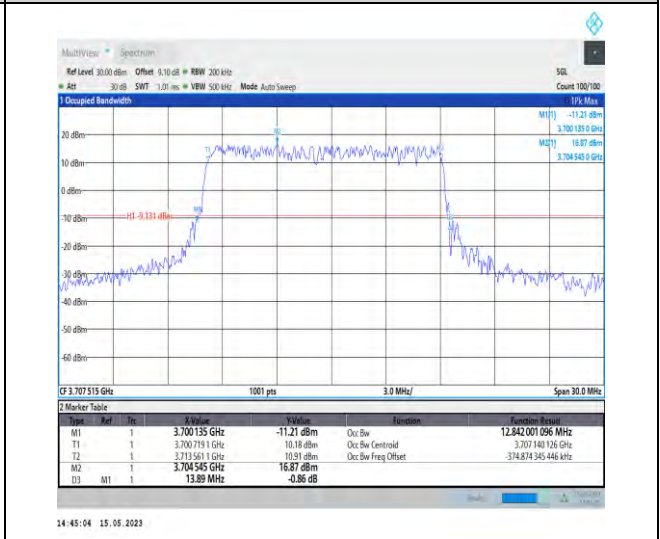 MultiView Spectrum
Ref Level 30.00 dBm Offset 9.10 dB RBW 200 kHz SGL
Att 30 dB SWT 1.01 ms VBW 500 kHz Mode Auto Sweep Count 100/100
1 Occupied Bandwidth 1Pk Max
M1[1] -11.21 dBm
3.700 135 0 GHz
M2[1] 16.87 dBm
3.704 545 0 GHz
20 dBm
T1 M2
10 dBm
0 dBm
M1
H1 -9.131 dBm
-10 dBm
-20 dBm
-30 dBm
-40 dBm
-50 dBm
-60 dBm
CF 3.707 515 GHz 1001 pts 3.0 MHz/ Span 30.0 MHz
2 Marker Table
Type Ref Trc X-Value Y-Value Function Function Result
M1 1 3.700 135 GHz -11.21 dBm Occ Bw 12.842 001 096 MHz
T1 1 3.700 719 1 GHz 10.18 dBm Occ Bw Centroid 3.707 140 126 GHz
T2 1 3.713 561 1 GHz 10.91 dBm Occ Bw Freq Offset -374.874 345 446 kHz
M2 1 3.704 545 GHz 16.87 dBm
D3 M1 1 13.89 MHz -0.86 dB
14:45:04 15.05.2023